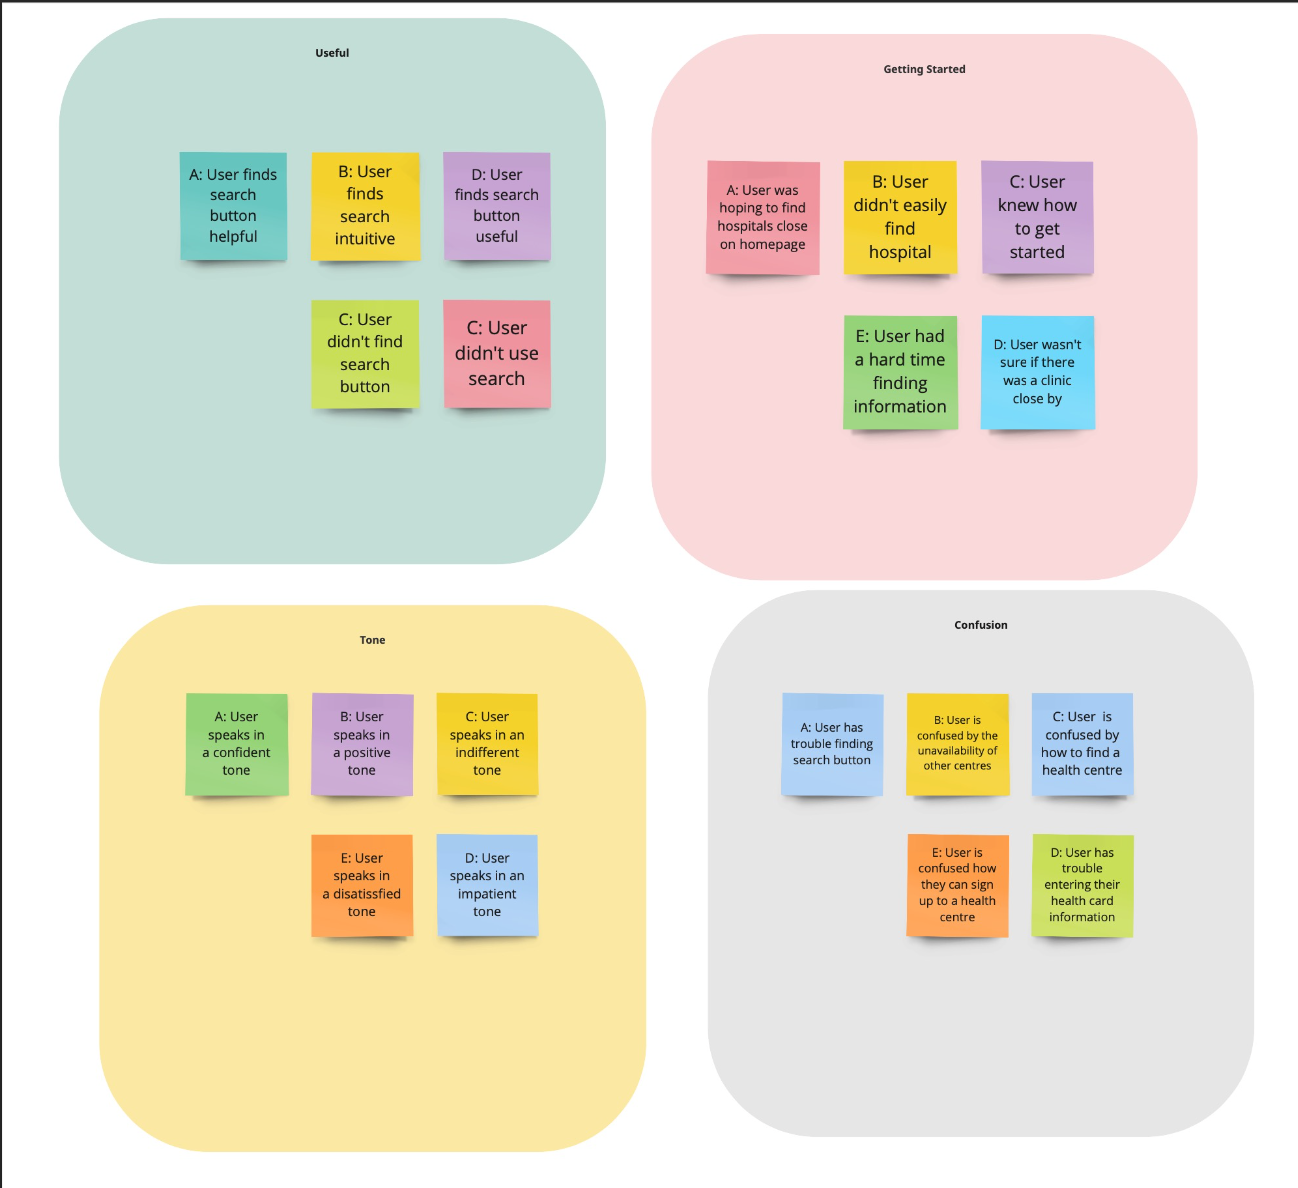 Useful
A: User finds
search
button
helpful
B: User
finds
search
intuitive
D: User
finds search
button
useful
C: User
didn't find
search
button
C: User
didn't use
search
Getting Started
A: User was
hoping to find
hospitals close
on homepage
B: User
didn't easily
find
hospital
C: User
knew how
to get
started
E: User had
a hard time
finding
information
D: User wasn't
sure if there
was a clinic
close by
Tone
A: User
speaks in
a confident
tone
B: User
speaks in
a positive
tone
C: User
speaks in an
indifferent
tone
E: User
speaks in
a disatissfied
tone
D: User
speaks in an
impatient
tone
Confusion
A: User has
trouble finding
search button
B: User is
confused by the
unavailability of
other centres
C: User is
confused by
how to find a
health centre
E: User is
confused how
they can sign
up to a health
centre
D: User has
trouble
entering their
health card
information